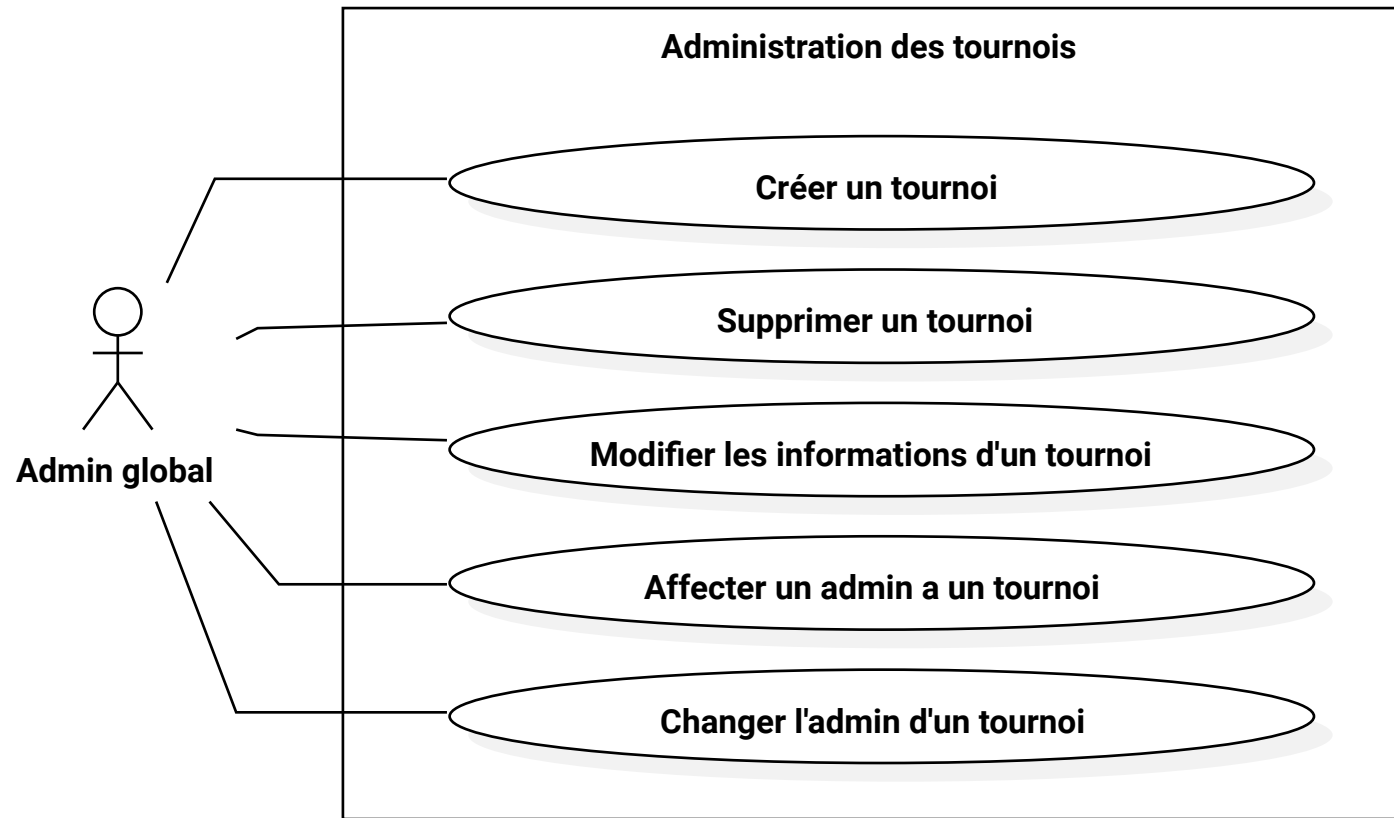 Administration des tournois
Créer un tournoi
Supprimer un tournoi
Modifier les informations d'un tournoi
Admin global
Affecter un admin a un tournoi
Changer l'admin d'un tournoi